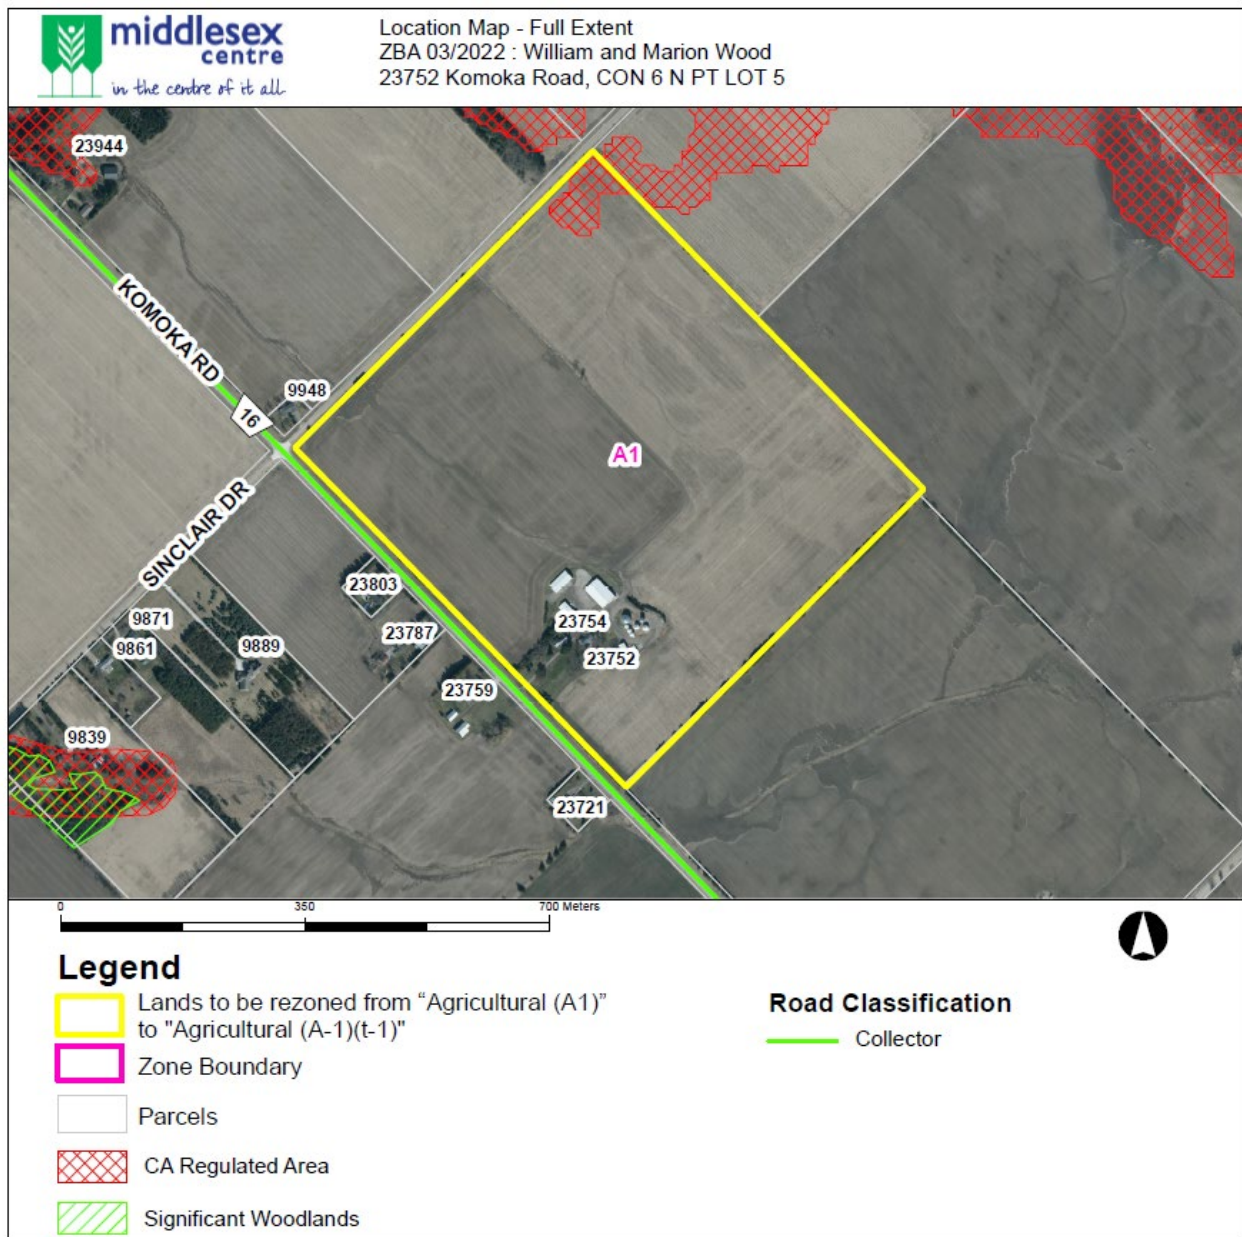 middlesex
centre
in the centre of it all
Location Map - Full Extent
ZBA 03/2022 : William and Marion Wood
23752 Komoka Road, CON 6 N PT LOT 5
23944
KOMOKA RD
9948
16
A1
SINCLAIR DR
23803
9871
9861
9889
23787
23754
23752
23759
9839
23721
0 350 700 Meters
Legend
Lands to be rezoned from “Agricultural (A1)”
to "Agricultural (A-1)(t-1)"
Zone Boundary
Parcels
CA Regulated Area
Significant Woodlands
Road Classification
Collector